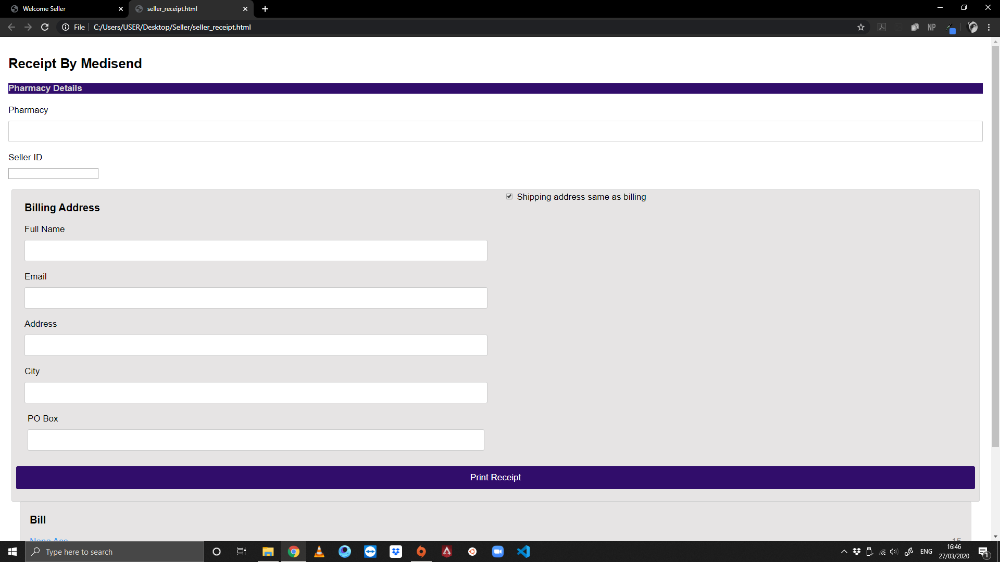 Welcome Seller
seller_receipt.html
File
C:/Users/USER/Desktop/Seller/seller_receipt.html
NP
Receipt By Medisend
Pharmacy Details
Pharmacy
Seller ID
Shipping address same as billing
Billing Address
Full Name
Email
Address
City
PO Box
Print Receipt
Bill
15
Type here to search
ENG
16:46
27/03/2020
1